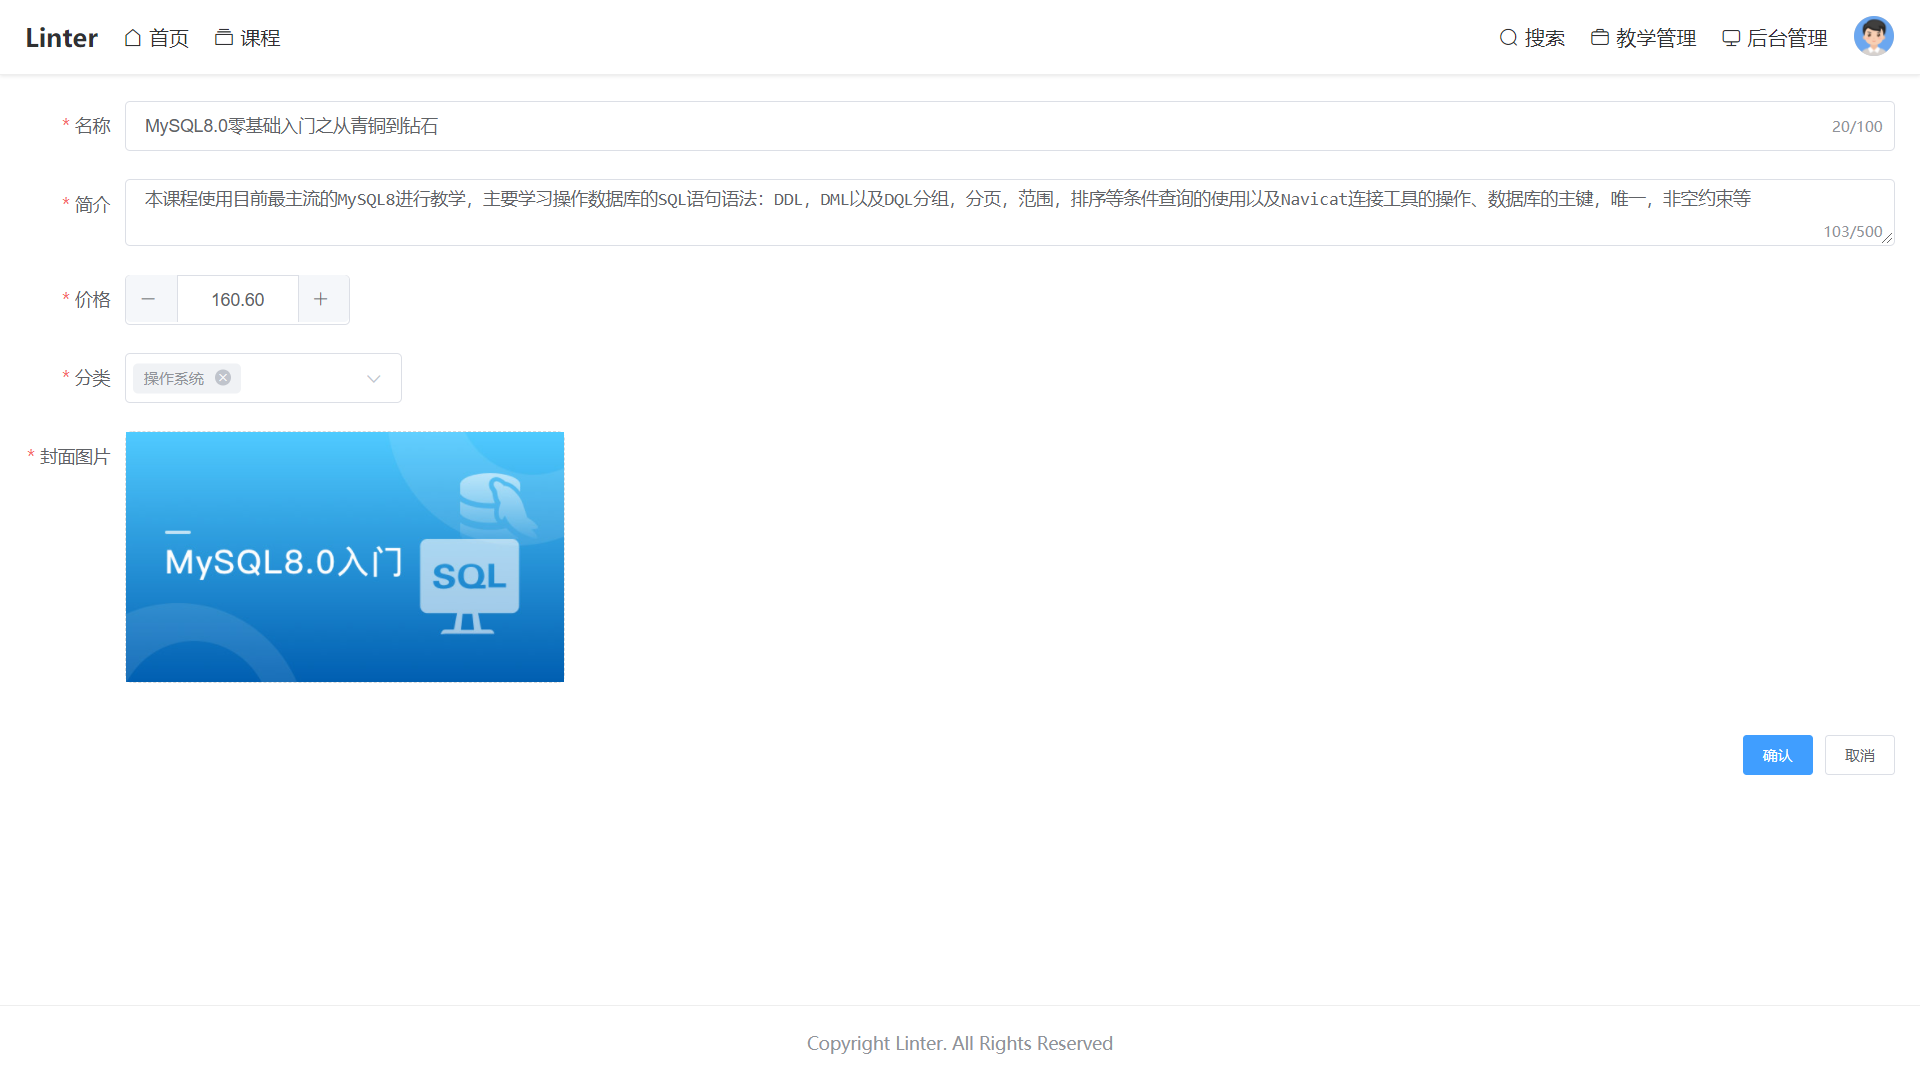 Linter 首页 课程 搜索 教学管理 后台管理
* 名称 MySQL8.0零基础入门之从青铜到钻石 20/100
* 简介 本课程使用目前最主流的MySQL8进行教学，主要学习操作数据库的SQL语句语法：DDL，DML以及DQL分组，分页，范围，排序等条件查询的使用以及Navicat连接工具的操作、数据库的主键，唯一，非空约束等
103/500
* 价格 160.60
* 分类 操作系统
* 封面图片
MySQL8.0入门
SQL
确认 取消
Copyright Linter. All Rights Reserved